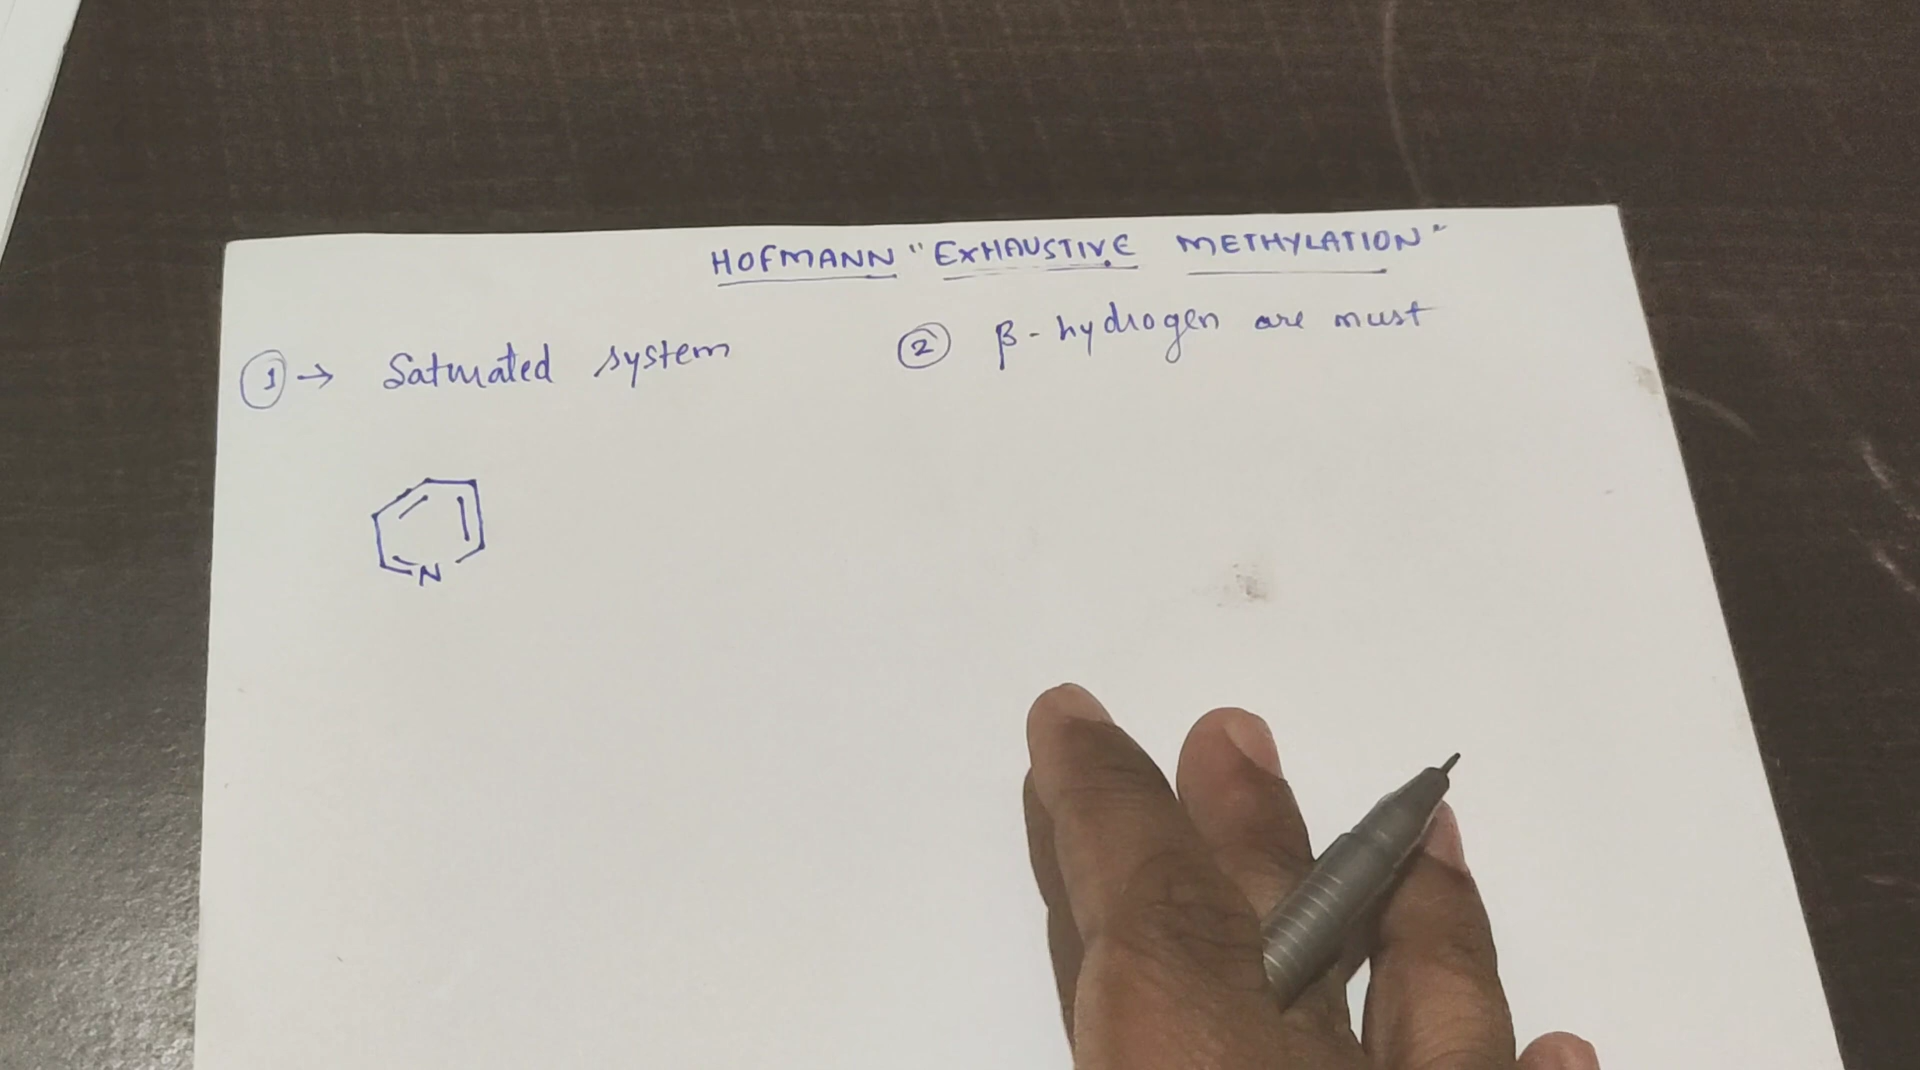 HOFMANN "EXHAUSTIVE METHYLATION"
① → Saturated system
② β-hydrogen are must
N